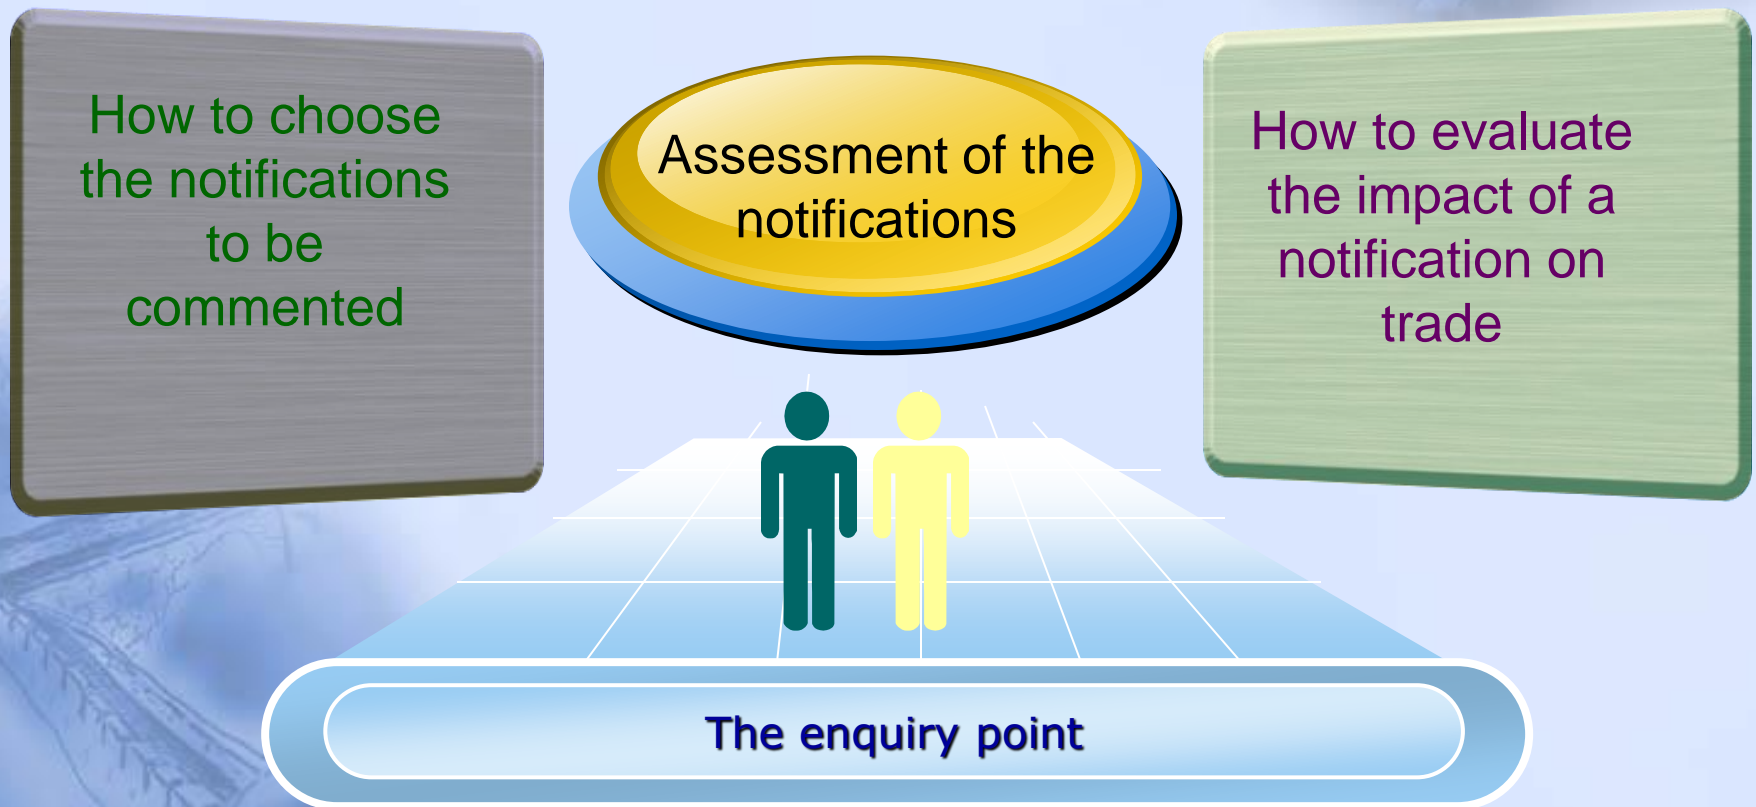 How to choose
the notifications
to be
commented
Assessment of the
notifications
How to evaluate
the impact of a
notification on
trade
The enquiry point